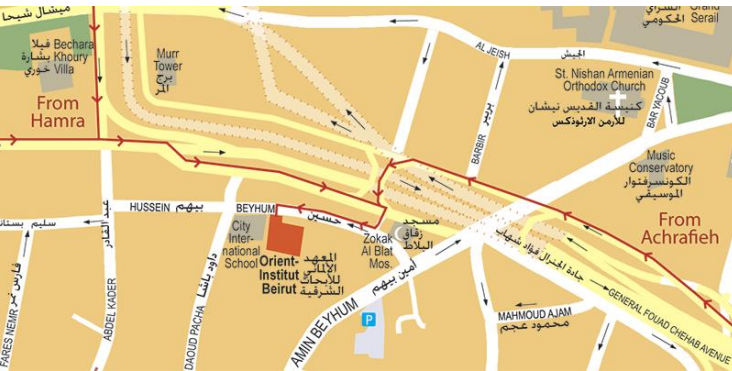 ميشال شيحا
فيلا Bechara
بشارة Khoury
خوري Villa
From
Hamra
Murr
Tower
برج
المر
AL JEISH
الجيش
Grand
السراي
Serail
الحكومي
St. Nishan Armenian
Orthodox Church
كنيسة القديس نيشان
للأرمن الارثوذكس
BARBIR بربير
BAR YACOUB
Music
Conservatory
الكونسرفتوار
الموسيقي
From
Achrafieh
HUSSEIN بيهم BEYHUM حسين
سليم بستاني
عبد القادر
ABDEL KADER
FARES NEMR فارس نمر
DAOUD PACHA داود باشا
City
Inter-
national
School
Orient-
Institut
Beirut
المعهد
الألماني
للأبحاث
الشرقية
مسجد
زقاق
البلاط
Zokak
Al Blat
Mos.
AMIN BEYHUM أمين بيهم
P
MAHMOUD AJAM
محمود عجم
جادة الجنرال فؤاد شهاب
GENERAL FOUAD CHEHAB AVENUE